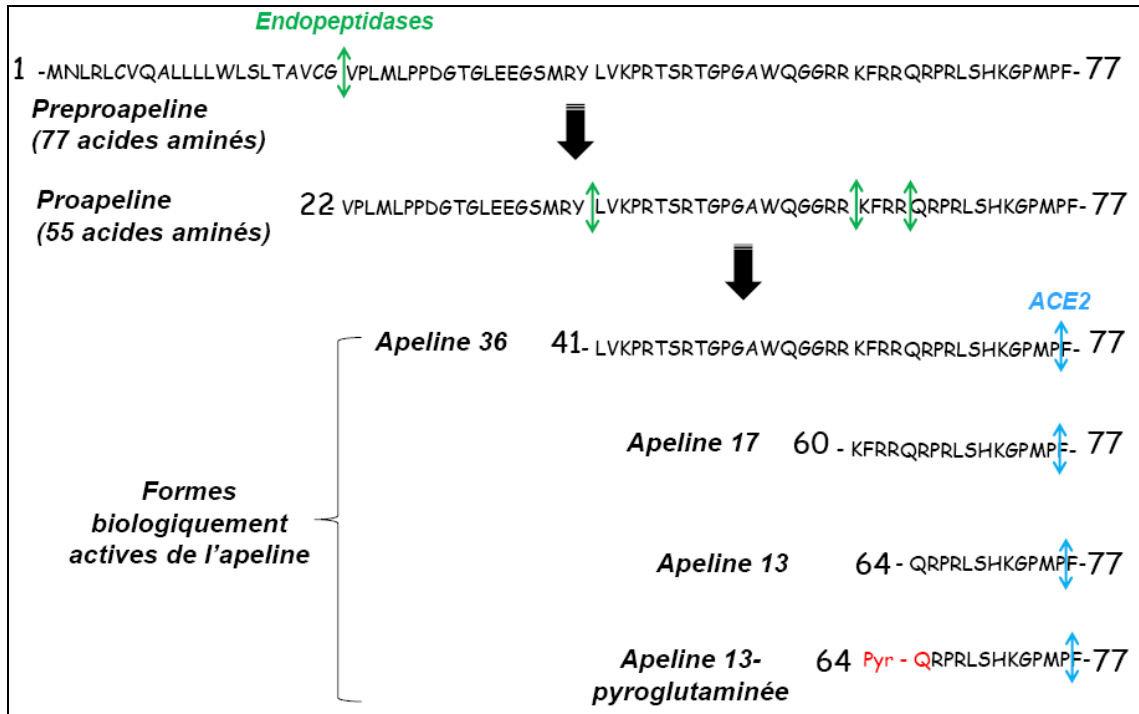 Endopeptidases
1 -MNLRLCVQALLLLWLSLTAVCG VPLMLPPDGTGLEEGSMRY LVKPRTSRTGPGAWQGGRR KFRRQRPRLSHKGPMPF- 77
Preproapeline
(77 acides aminés)
Proapeline
(55 acides aminés)
22- VPLMLPPDGTGLEEGSMRY LVKPRTSRTGPGAWQGGRR KFRR QRPRLSHKGPMPF- 77
ACE2
Apeline 36 41- LVKPRTSRTGPGAWQGGRR KFRRQRPRLSHKGPMPF- 77
Apeline 17 60 - KFRRQRPRLSHKGPMPF- 77
Formes
biologiquement
actives de l'apeline
Apeline 13 64 - QRPRLSHKGPMPF-77
Apeline 13-
pyroglutaminée
64 Pyr - QRPRLSHKGPMPF-77